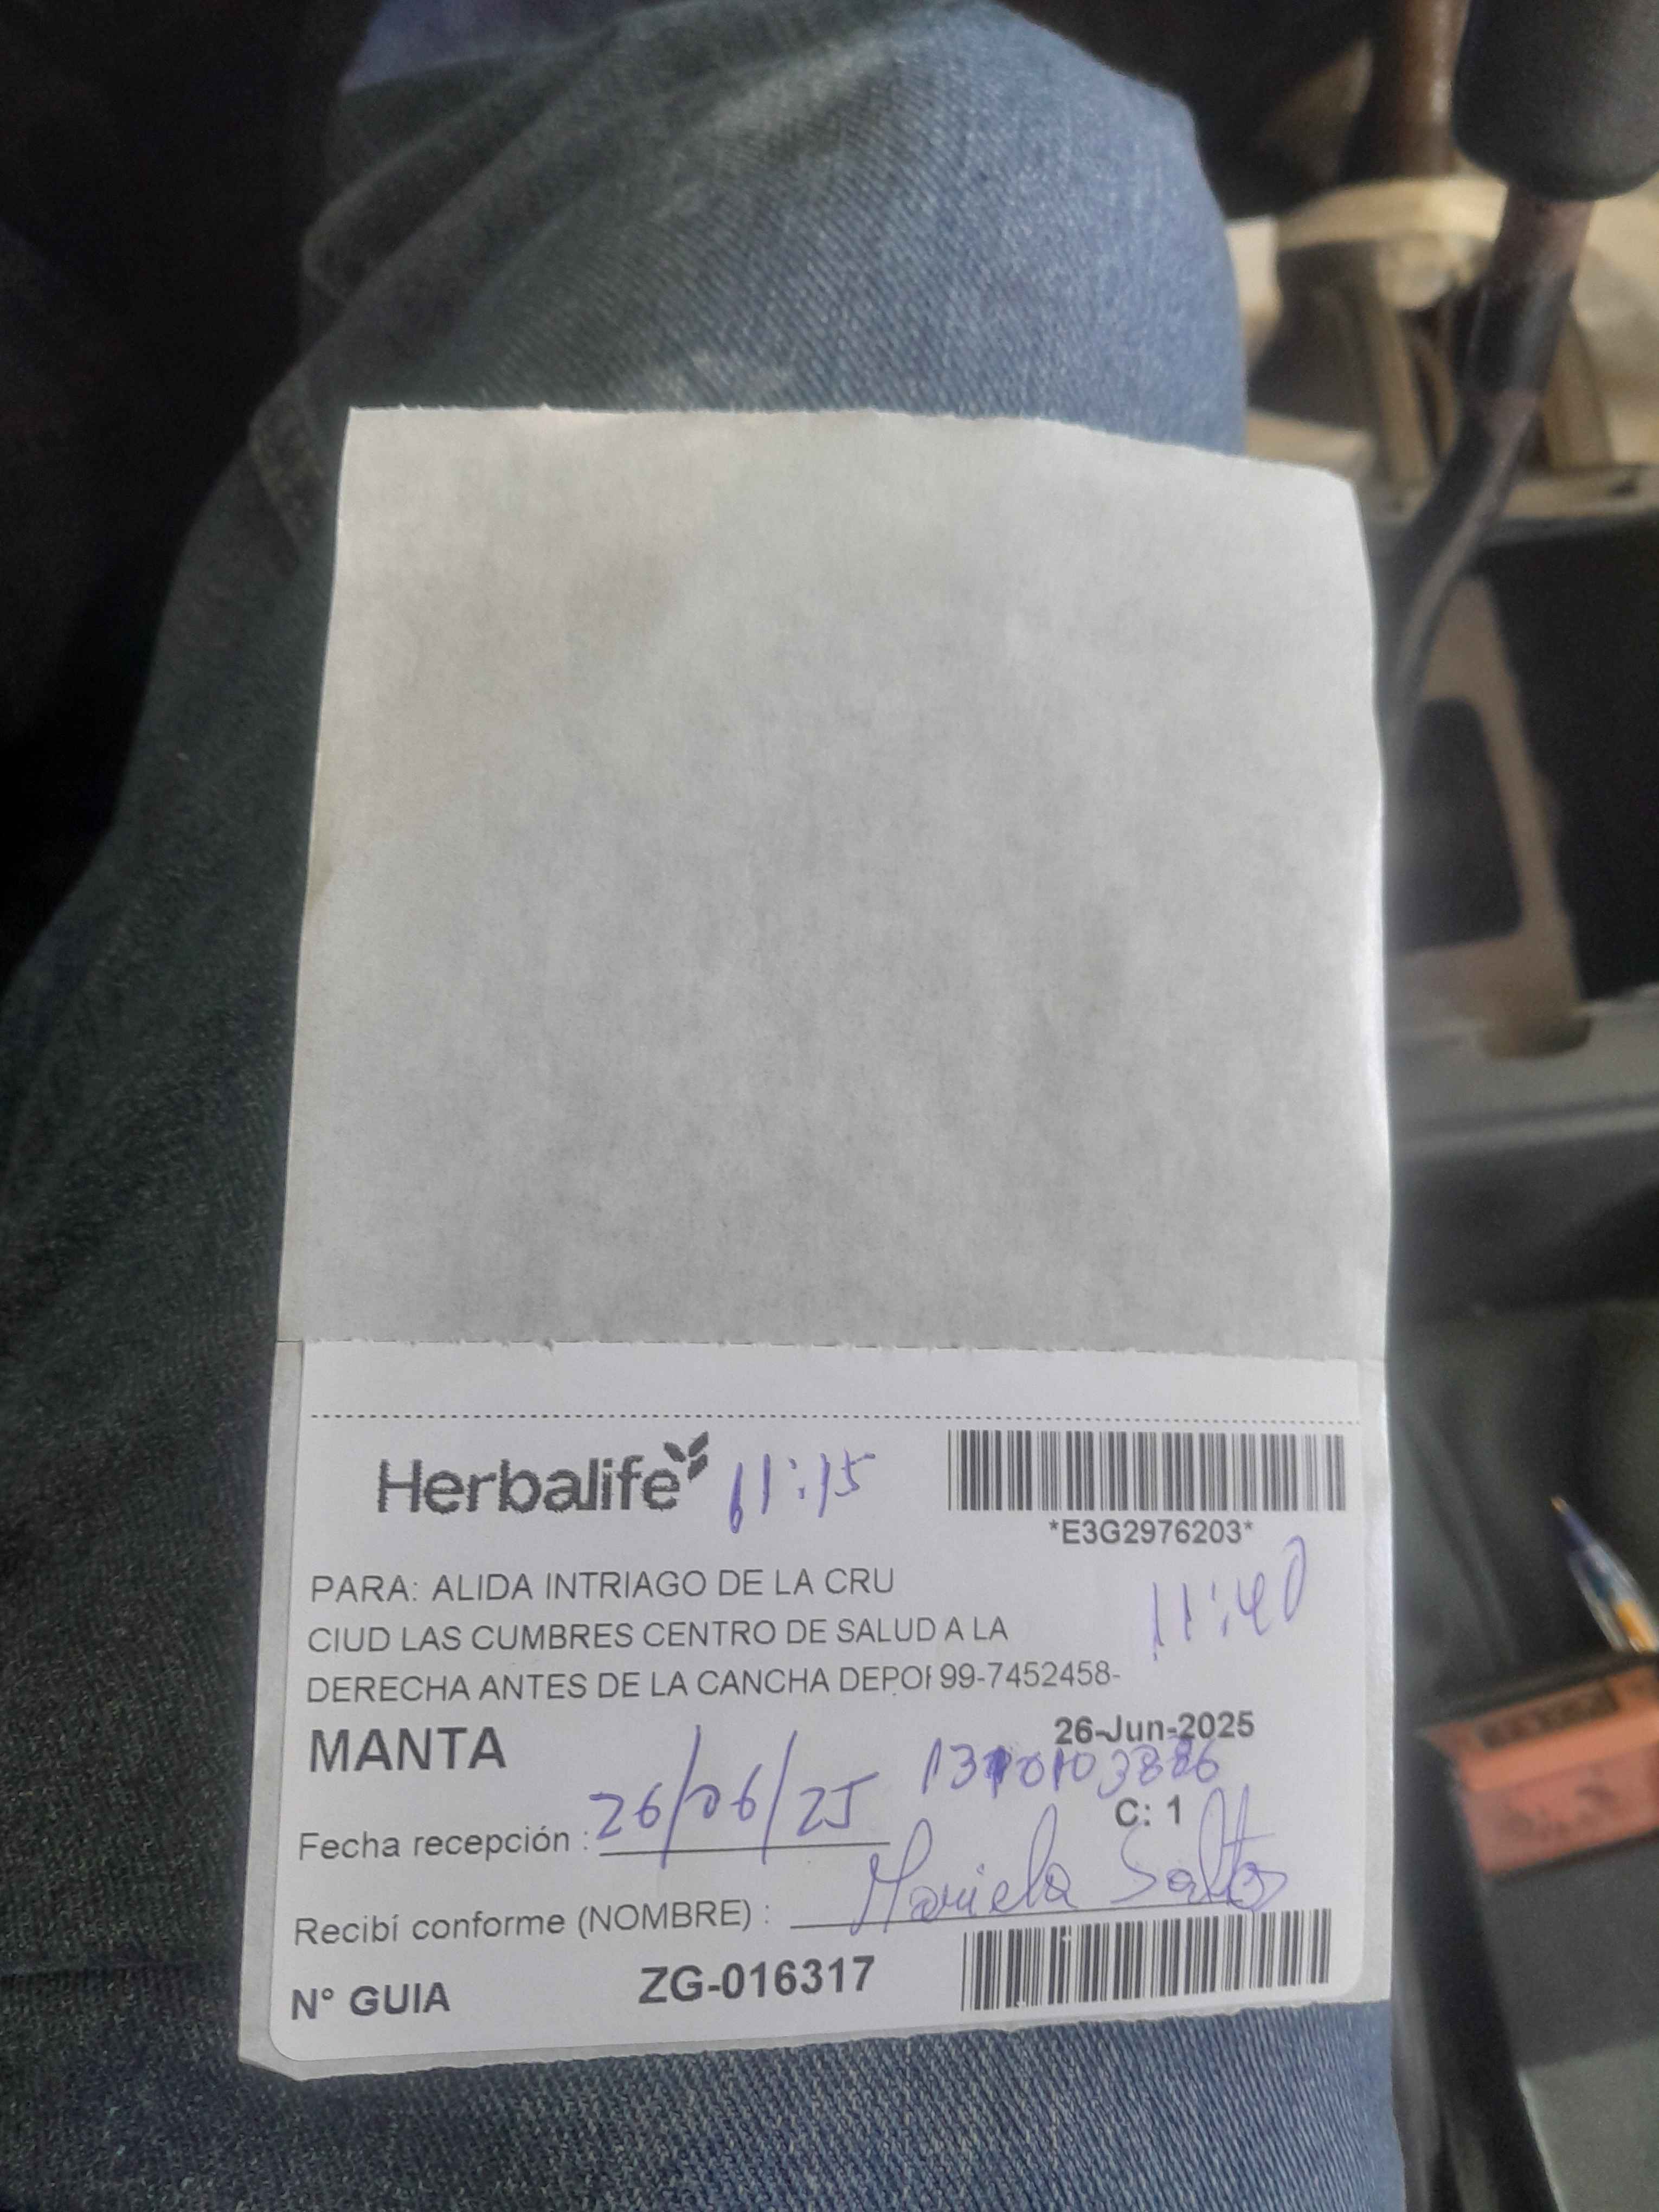 Herbalife 11:15
*E3G2976203*
PARA: ALIDA INTRIAGO DE LA CRU
11:40
CIUD LAS CUMBRES CENTRO DE SALUD A LA
DERECHA ANTES DE LA CANCHA DEPOR 99-7452458-
MANTA
26-Jun-2025
C: 1
Fecha recepción : 26/06/25
Recibí conforme (NOMBRE) : Mariela Saltos
N° GUIA ZG-016317